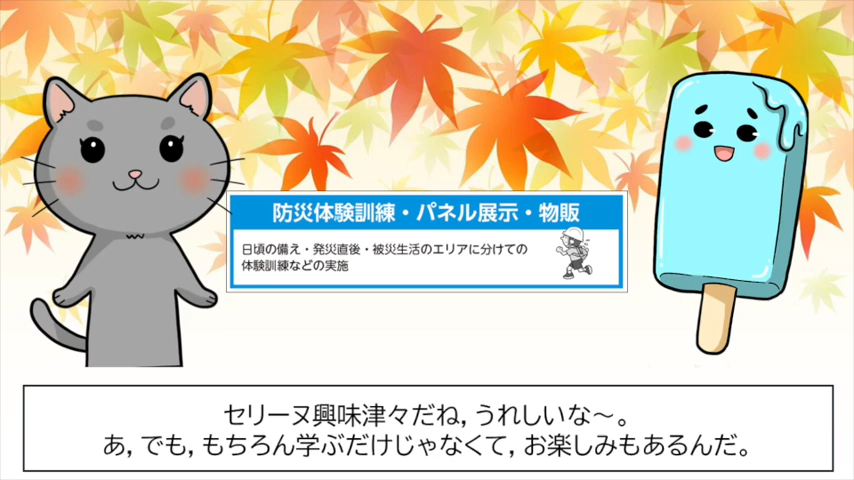 防災体験訓練・パネル展示・物販
日頃の備え・発災直後・被災生活のエリアに分けての
体験訓練などの実施
セリーヌ興味津々だね，うれしいな～。
あ，でも，もちろん学ぶだけじゃなくて，お楽しみもあるんだ。